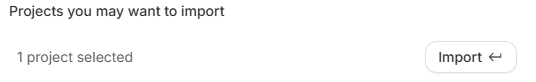 Projects you may want to import
1 project selected
Import ↵